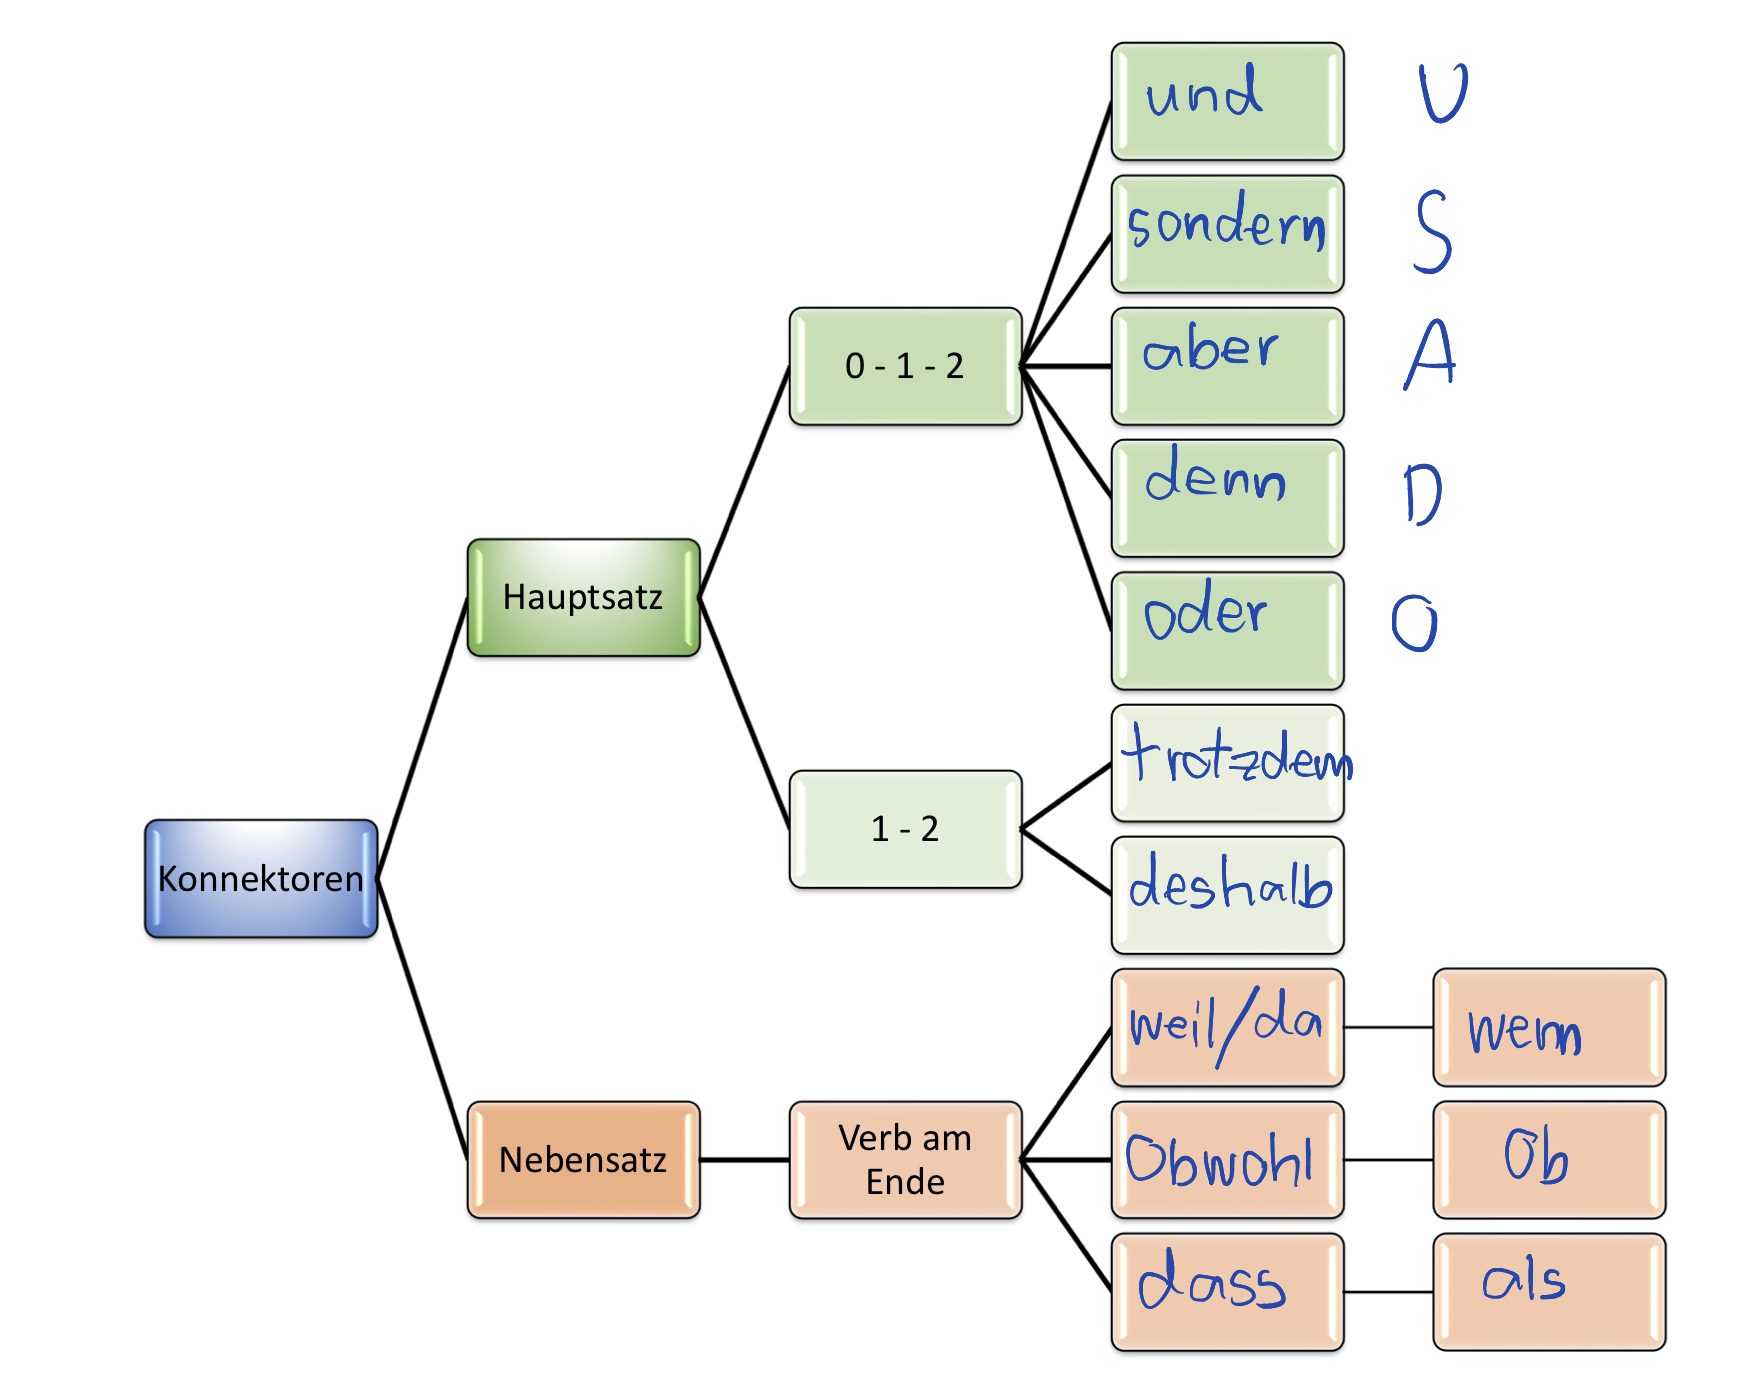 und U
sondern S
aber A
0 - 1 - 2
denn D
Hauptsatz
oder O
trotzdem
1 - 2
Konnektoren
deshalb
weil/da wenn
Verb am
Ende
Nebensatz
Obwohl Ob
dass als